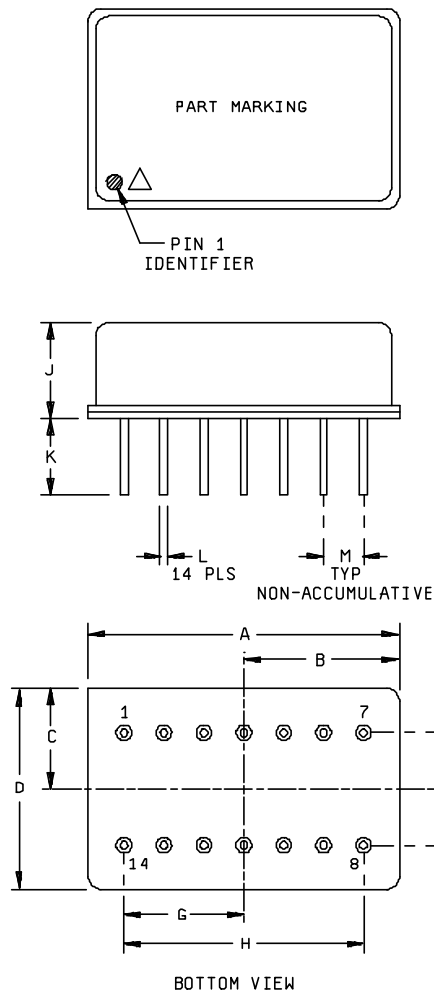 PART MARKING
PIN 1
IDENTIFIER
J
K
L
14 PLS
M
TYP
NON-ACCUMULATIVE
A
B
C
D
1
7
14
8
G
H
BOTTOM VIEW